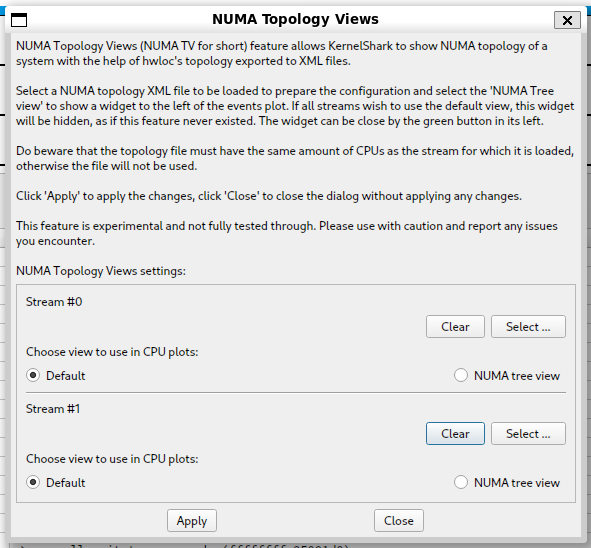 NUMA Topology Views
NUMA Topology Views (NUMA TV for short) feature allows KernelShark to show NUMA topology of a
system with the help of hwloc's topology exported to XML files.
Select a NUMA topology XML file to be loaded to prepare the configuration and select the 'NUMA Tree
view' to show a widget to the left of the events plot. If all streams wish to use the default view, this widget
will be hidden, as if this feature never existed. The widget can be close by the green button in its left.
Do beware that the topology file must have the same amount of CPUs as the stream for which it is loaded,
otherwise the file will not be used.
Click 'Apply' to apply the changes, click 'Close' to close the dialog without applying any changes.
This feature is experimental and not fully tested through. Please use with caution and report any issues
you encounter.
NUMA Topology Views settings:
Stream #0
Clear Select ...
Choose view to use in CPU plots:
Default NUMA tree view
Stream #1
Clear Select ...
Choose view to use in CPU plots:
Default NUMA tree view
Apply Close